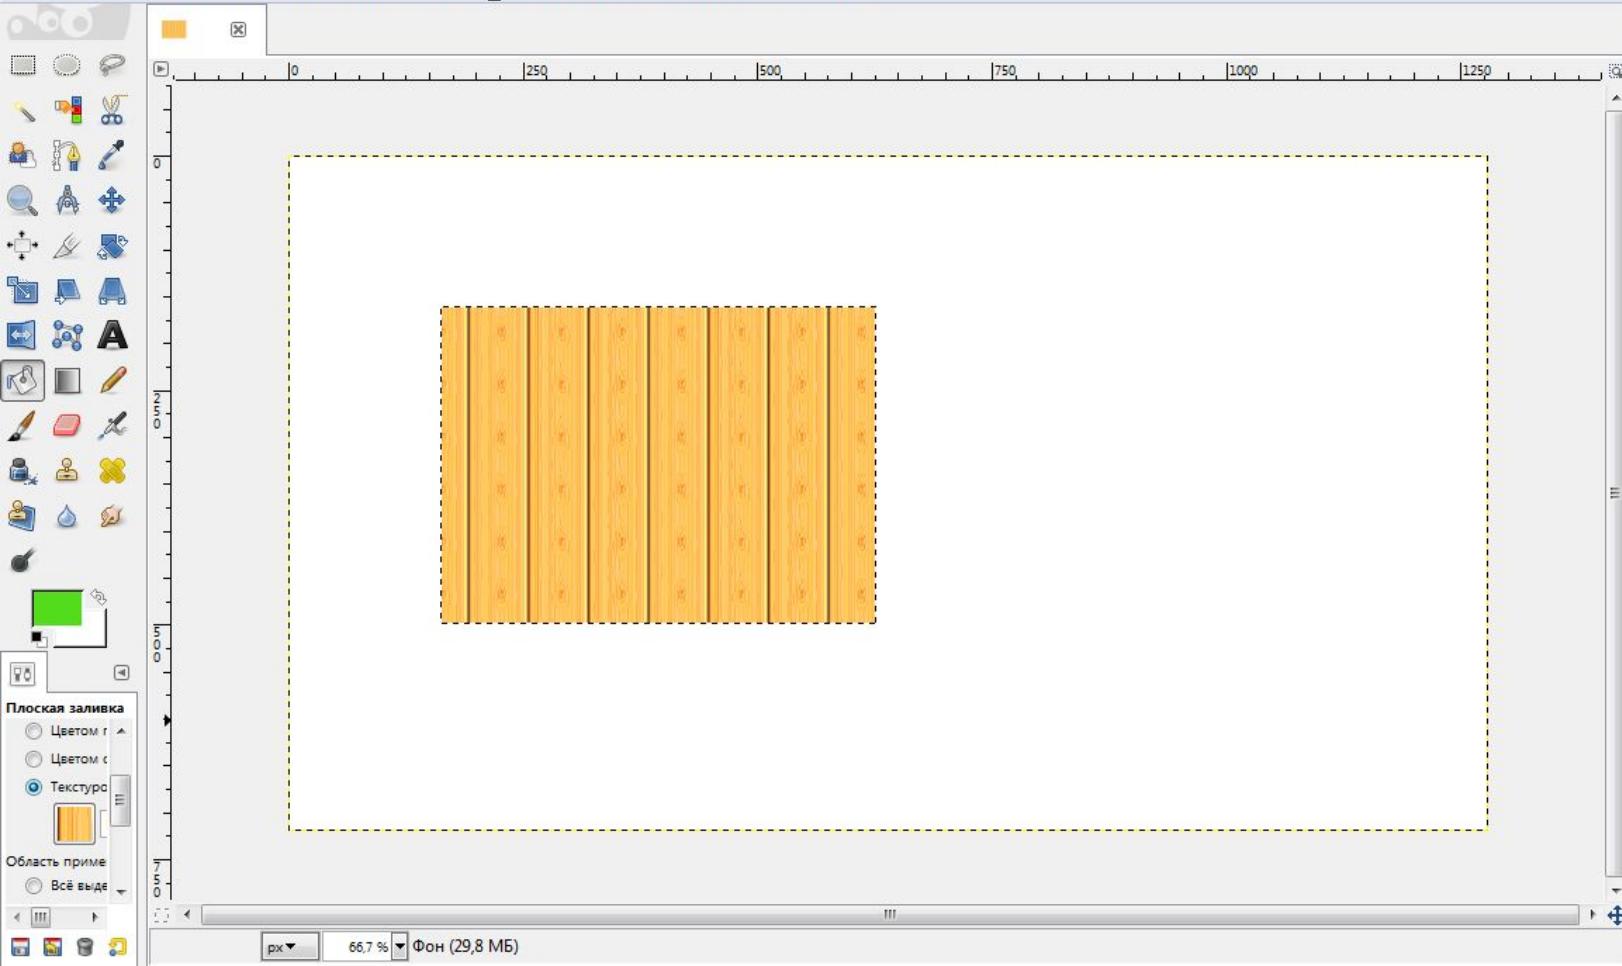 0 250 500 750 1000 1250
0
250
500
750
Плоская заливка
Цветом
Цветом
Текстуро
Область приме
Всё выде
px 66,7 % Фон (29,8 МБ)